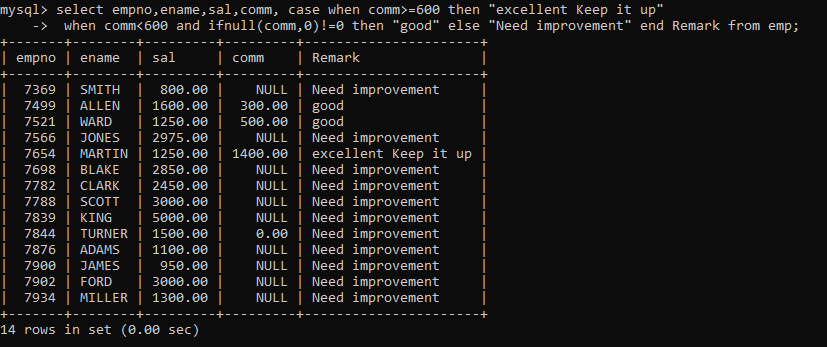 mysql> select empno,ename,sal,comm, case when comm>=600 then "excellent Keep it up"
    ->  when comm<600 and ifnull(comm,0)!=0 then "good" else "Need improvement" end Remark from emp;
+-------+--------+---------+---------+----------------------+
| empno | ename  | sal     | comm    | Remark               |
+-------+--------+---------+---------+----------------------+
|  7369 | SMITH  |  800.00 |    NULL | Need improvement     |
|  7499 | ALLEN  | 1600.00 |  300.00 | good                 |
|  7521 | WARD   | 1250.00 |  500.00 | good                 |
|  7566 | JONES  | 2975.00 |    NULL | Need improvement     |
|  7654 | MARTIN | 1250.00 | 1400.00 | excellent Keep it up |
|  7698 | BLAKE  | 2850.00 |    NULL | Need improvement     |
|  7782 | CLARK  | 2450.00 |    NULL | Need improvement     |
|  7788 | SCOTT  | 3000.00 |    NULL | Need improvement     |
|  7839 | KING   | 5000.00 |    NULL | Need improvement     |
|  7844 | TURNER | 1500.00 |    0.00 | Need improvement     |
|  7876 | ADAMS  | 1100.00 |    NULL | Need improvement     |
|  7900 | JAMES  |  950.00 |    NULL | Need improvement     |
|  7902 | FORD   | 3000.00 |    NULL | Need improvement     |
|  7934 | MILLER | 1300.00 |    NULL | Need improvement     |
+-------+--------+---------+---------+----------------------+
14 rows in set (0.00 sec)